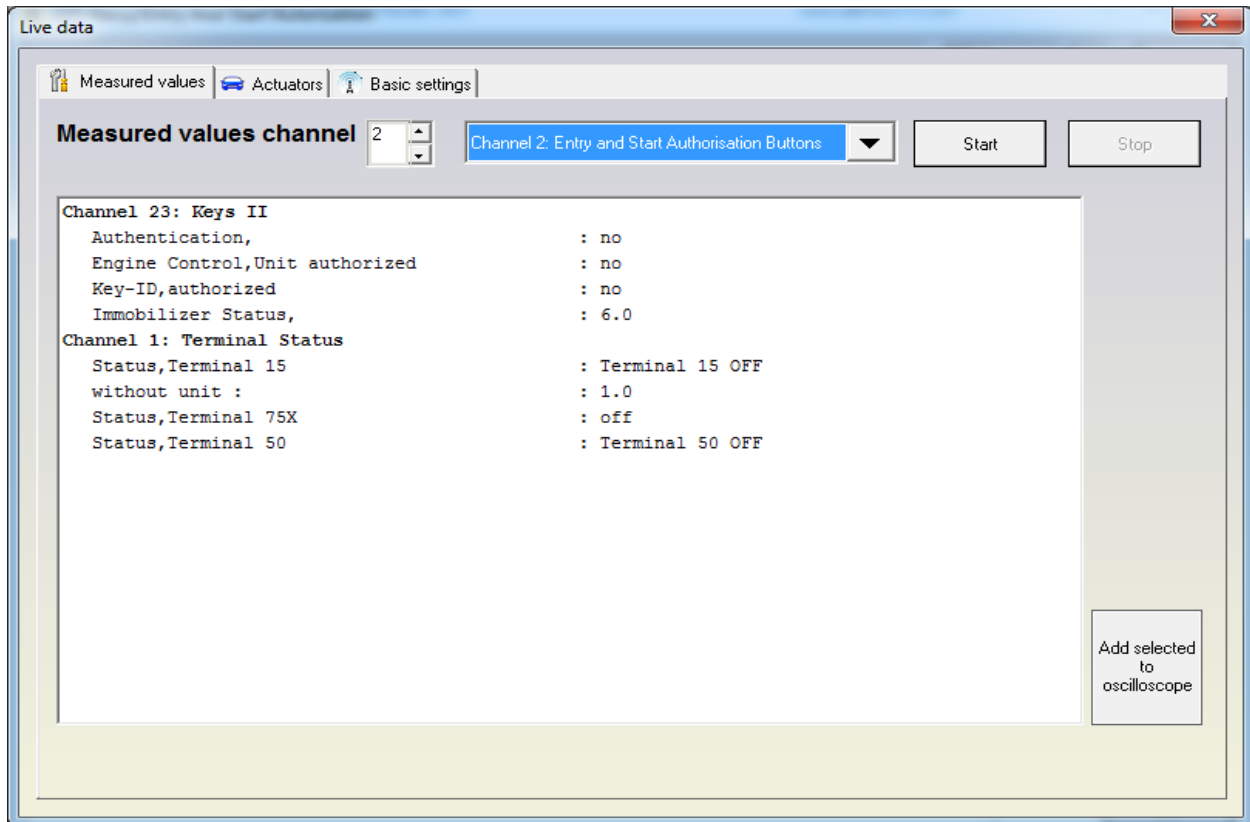 Live data
Measured values Actuators Basic settings
Measured values channel 2 Channel 2: Entry and Start Authorisation Buttons Start Stop
Channel 23: Keys II
Authentication, : no
Engine Control,Unit authorized : no
Key-ID,authorized : no
Immobilizer Status, : 6.0
Channel 1: Terminal Status
Status,Terminal 15 : Terminal 15 OFF
without unit : : 1.0
Status,Terminal 75X : off
Status,Terminal 50 : Terminal 50 OFF
Add selected
to
oscilloscope